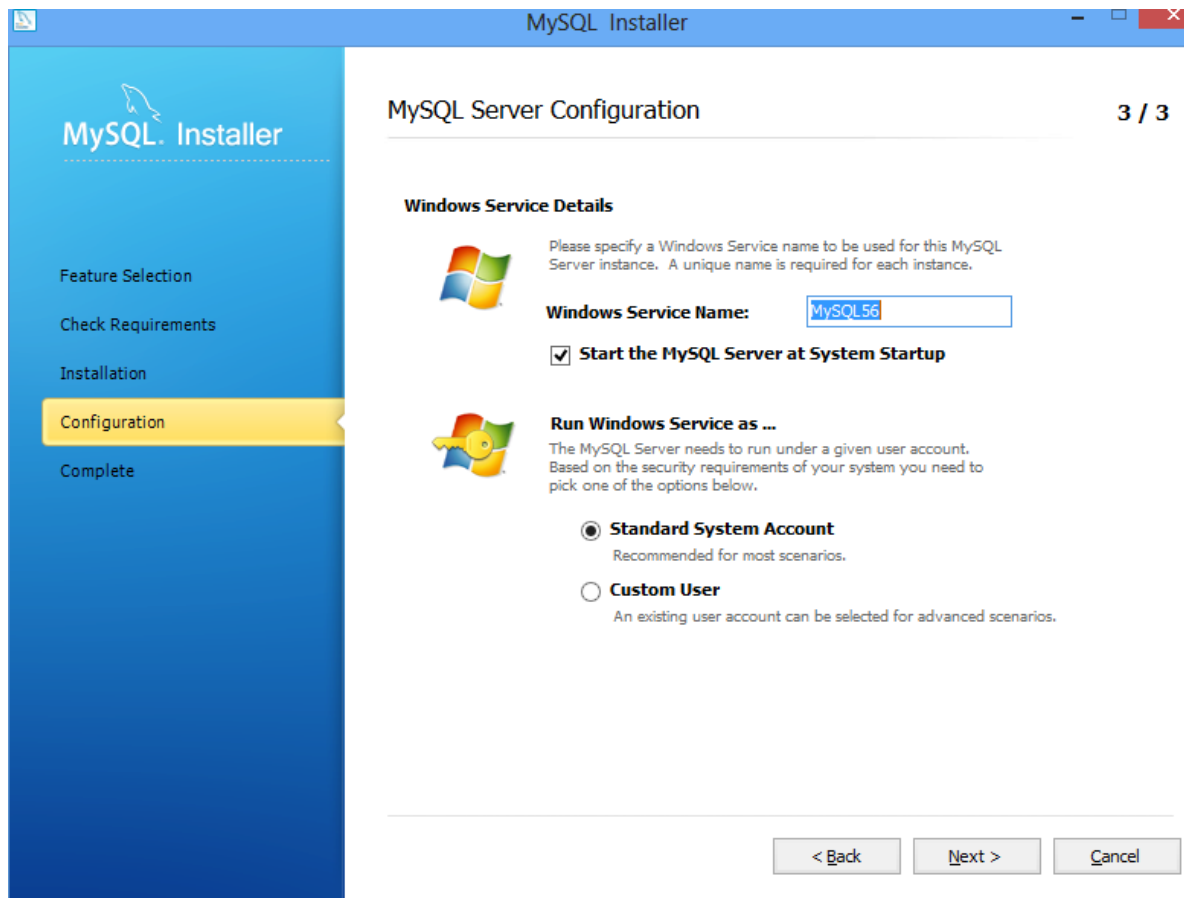 MySQL Installer
MySQL. Installer
MySQL Server Configuration
3 / 3
Feature Selection
Check Requirements
Installation
Configuration
Complete
Windows Service Details
Please specify a Windows Service name to be used for this MySQL
Server instance. A unique name is required for each instance.
Windows Service Name:
MySQL56
Start the MySQL Server at System Startup
Run Windows Service as ...
The MySQL Server needs to run under a given user account.
Based on the security requirements of your system you need to
pick one of the options below.
Standard System Account
Recommended for most scenarios.
Custom User
An existing user account can be selected for advanced scenarios.
< Back
Next >
Cancel